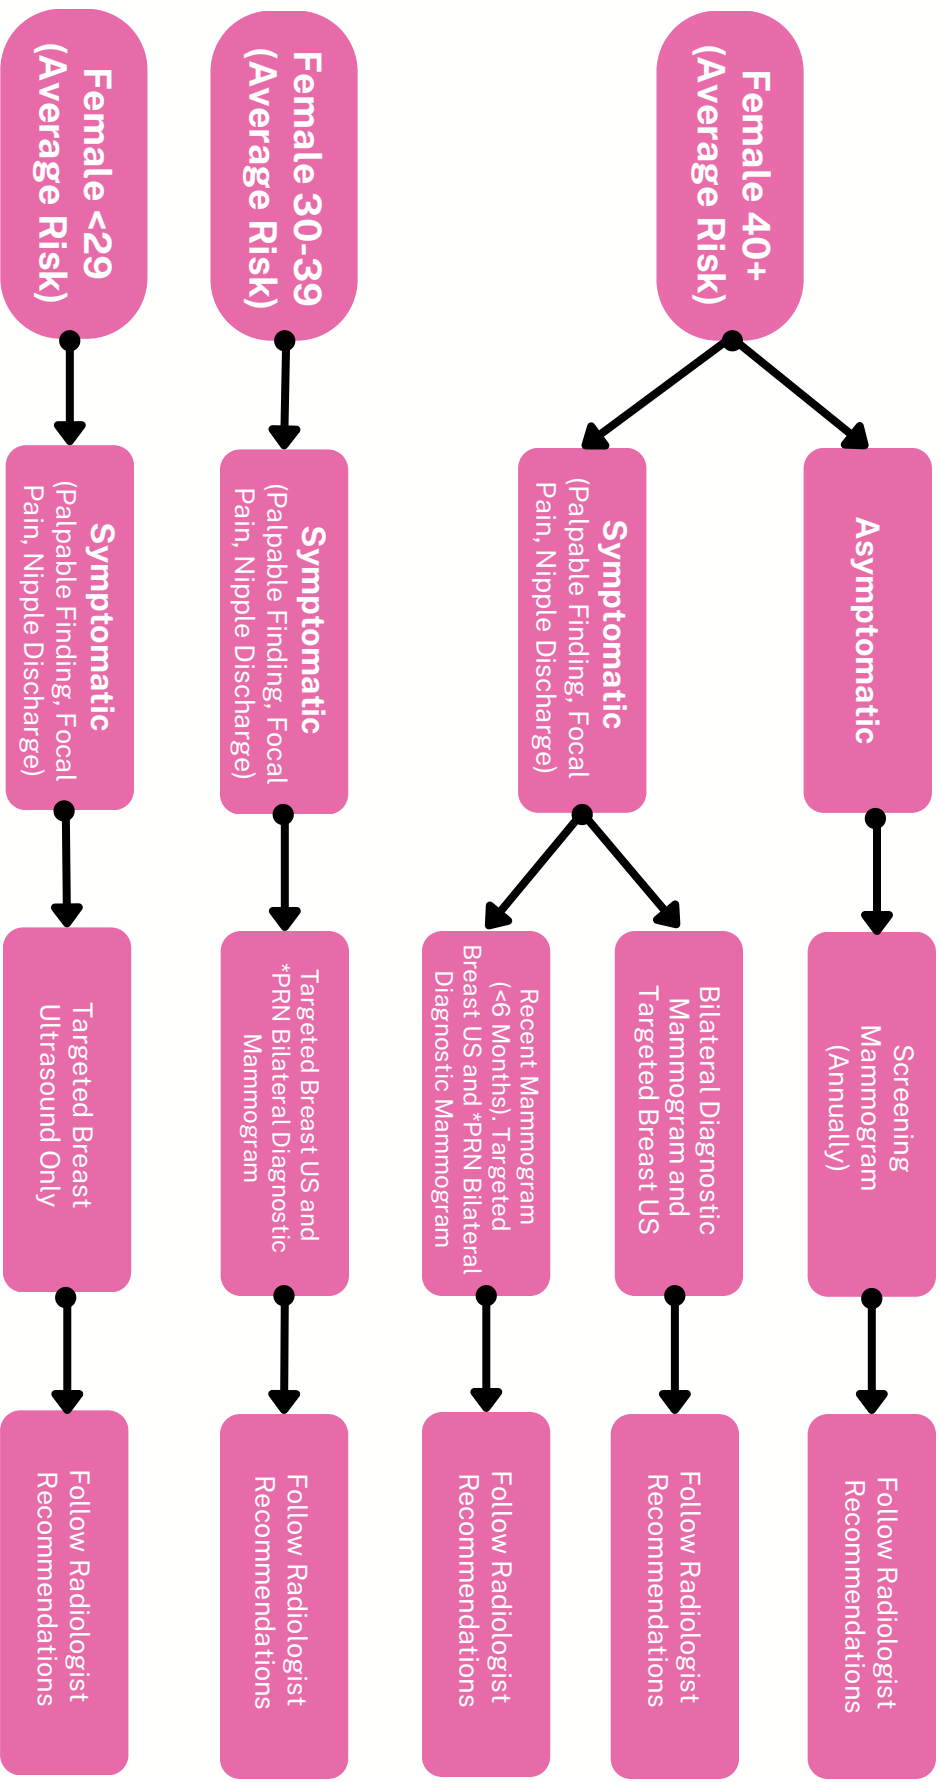 Female 40+
(Average Risk)
Asymptomatic
Screening
Mammogram
(Annually)
Follow Radiologist
Recommendations
Symptomatic
(Palpable Finding, Focal
Pain, Nipple Discharge)
Bilateral Diagnostic
Mammogram and
Targeted Breast US
Follow Radiologist
Recommendations
Recent Mammogram
(<6 Months). Targeted
Breast US and *PRN Bilateral
Diagnostic Mammogram
Follow Radiologist
Recommendations
Female 30-39
(Average Risk)
Symptomatic
(Palpable Finding, Focal
Pain, Nipple Discharge)
Targeted Breast US and
*PRN Bilateral Diagnostic
Mammogram
Follow Radiologist
Recommendations
Female <29
(Average Risk)
Symptomatic
(Palpable Finding, Focal
Pain, Nipple Discharge)
Targeted Breast
Ultrasound Only
Follow Radiologist
Recommendations